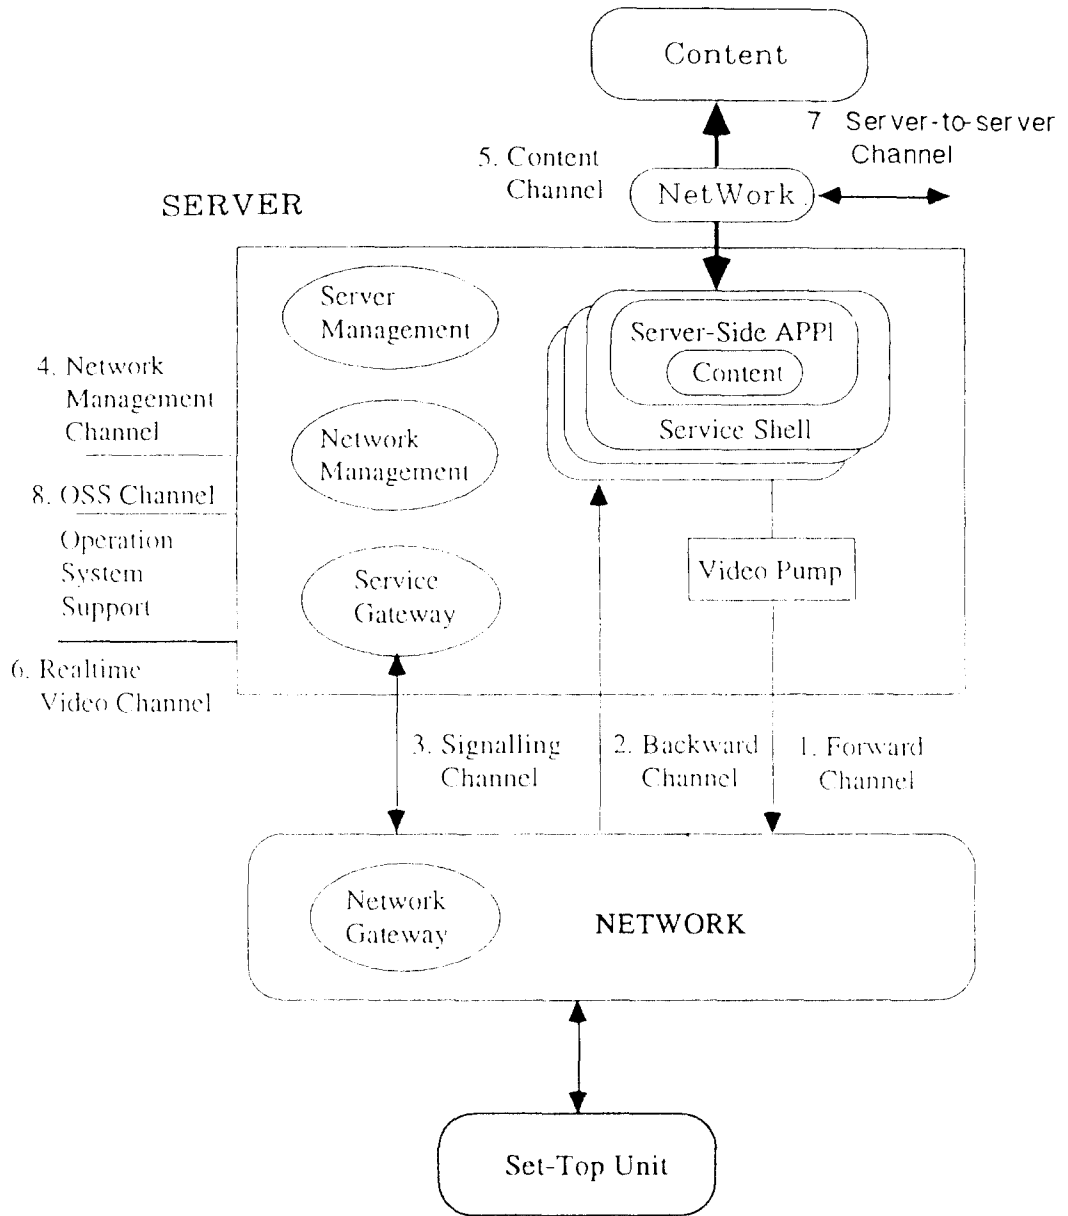 Content
7 Server-to-server
Channel
5. Content
Channel
NetWork
SERVER
Server
Management
Server-Side APPl
Content
Service Shell
4. Network
Management
Channel
Network
Management
8. OSS Channel
Operation
System
Support
Service
Gateway
Video Pump
6. Realtime
Video Channel
3. Signalling
Channel
2. Backward
Channel
1. Forward
Channel
Network
Gateway
NETWORK
Set-Top Unit